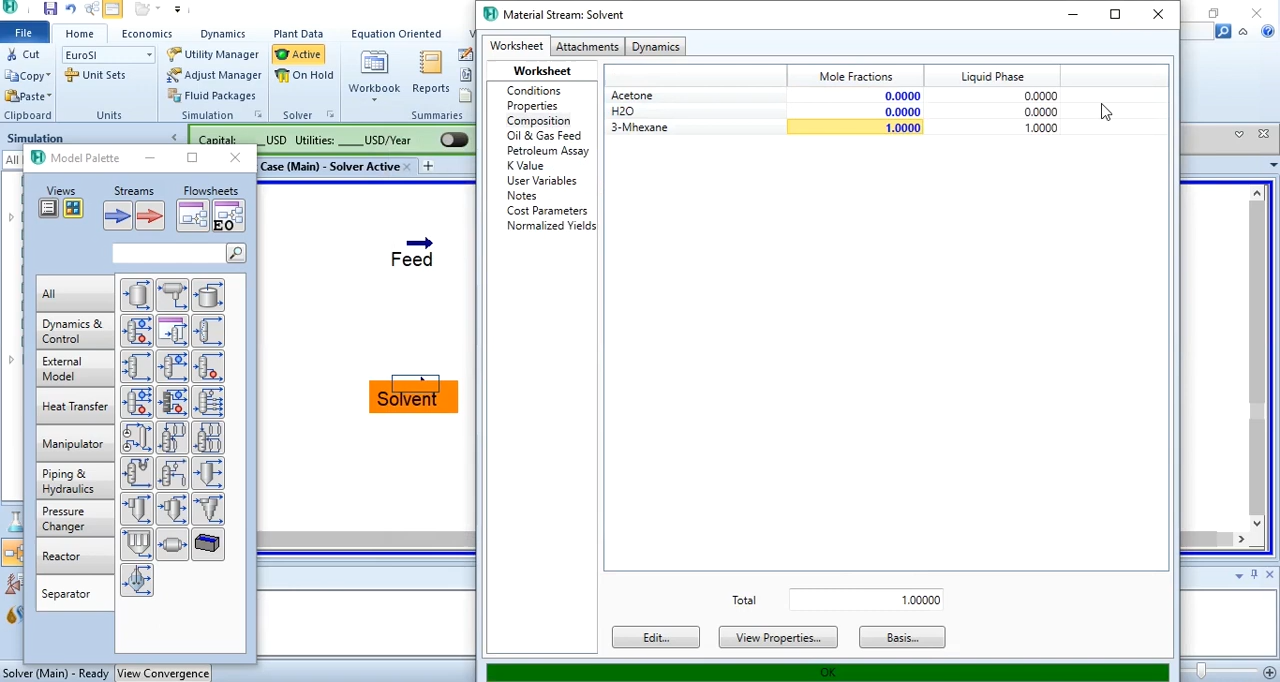 File
Home
Economics
Dynamics
Plant Data
Equation Oriented
Cut
Copy
Paste
Clipboard
EuroSI
Unit Sets
Units
Utility Manager
Adjust Manager
Fluid Packages
Simulation
Active
On Hold
Solver
Workbook
Reports
Summaries
Simulation
All
Capital: ____USD Utilities: ____USD/Year
Case (Main) - Solver Active
Model Palette
Views
Streams
Flowsheets
EO
All
Dynamics &
Control
External
Model
Heat Transfer
Manipulator
Piping &
Hydraulics
Pressure
Changer
Reactor
Separator
Feed
Solvent
Solver (Main) - Ready
View Convergence
Material Stream: Solvent
Worksheet
Attachments
Dynamics
Worksheet
Conditions
Properties
Composition
Oil & Gas Feed
Petroleum Assay
K Value
User Variables
Notes
Cost Parameters
Normalized Yields
Mole Fractions
Liquid Phase
Acetone 0.0000 0.0000
H2O 0.0000 0.0000
3-Mhexane 1.0000 1.0000
Total 1.00000
Edit...
View Properties...
Basis...
OK